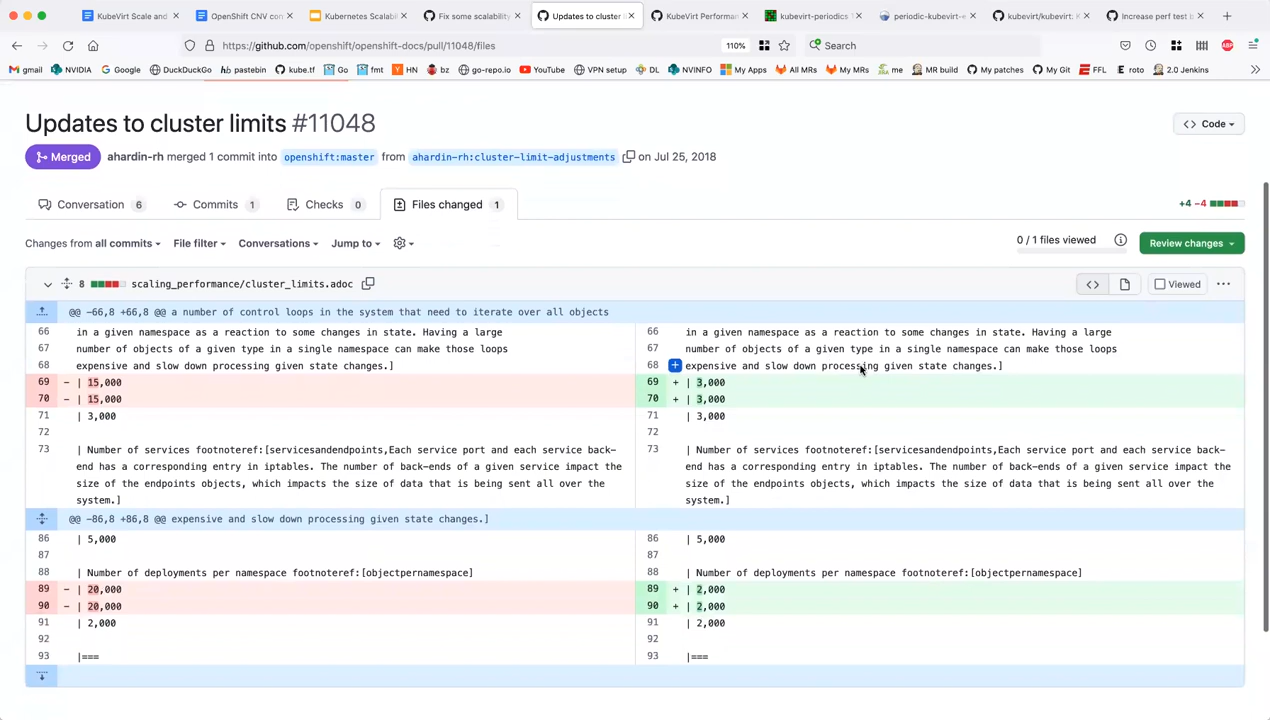 KubeVirt Scale and
OpenShift CNV con
Kubernetes Scalabi
Fix some scalability
Updates to cluster l
KubeVirt Performan
kubevirt-periodics
periodic-kubevirt-e
kubevirt/kubevirt: K
Increase perf test
https://github.com/openshift/openshift-docs/pull/11048/files
110%
Search
gmail
NVIDIA
Google
DuckDuckGo
hb pastebin
kube.tf
Go
fmt
HN
bz
go-repo.io
YouTube
VPN setup
DL
NVINFO
My Apps
All MRs
My MRs
me
MR build
My patches
My Git
FFL
E roto
2.0 Jenkins
Updates to cluster limits #11048
<> Code
Merged
ahardin-rh merged 1 commit into openshift:master from ahardin-rh:cluster-limit-adjustments on Jul 25, 2018
Conversation 6
Commits 1
Checks 0
Files changed 1
+4 −4
Changes from all commits
File filter
Conversations
Jump to
0 / 1 files viewed
Review changes
8 scaling_performance/cluster_limits.adoc
Viewed
@@ -66,8 +66,8 @@ a number of control loops in the system that need to iterate over all objects
66 in a given namespace as a reaction to some changes in state. Having a large
67 number of objects of a given type in a single namespace can make those loops
68 expensive and slow down processing given state changes.]
69 - | 15,000
70 - | 15,000
71 | 3,000
72
73 | Number of services footnoteref:[servicesandendpoints,Each service port and each service back-
end has a corresponding entry in iptables. The number of back-ends of a given service impact the
size of the endpoints objects, which impacts the size of data that is being sent all over the
system.]
66 in a given namespace as a reaction to some changes in state. Having a large
67 number of objects of a given type in a single namespace can make those loops
68 expensive and slow down processing given state changes.]
69 + | 3,000
70 + | 3,000
71 | 3,000
72
73 | Number of services footnoteref:[servicesandendpoints,Each service port and each service back-
end has a corresponding entry in iptables. The number of back-ends of a given service impact the
size of the endpoints objects, which impacts the size of data that is being sent all over the
system.]
@@ -86,8 +86,8 @@ expensive and slow down processing given state changes.]
86 | 5,000
87
88 | Number of deployments per namespace footnoteref:[objectpernamespace]
89 - | 20,000
90 - | 20,000
91 | 2,000
92
93 |===
86 | 5,000
87
88 | Number of deployments per namespace footnoteref:[objectpernamespace]
89 + | 2,000
90 + | 2,000
91 | 2,000
92
93 |===